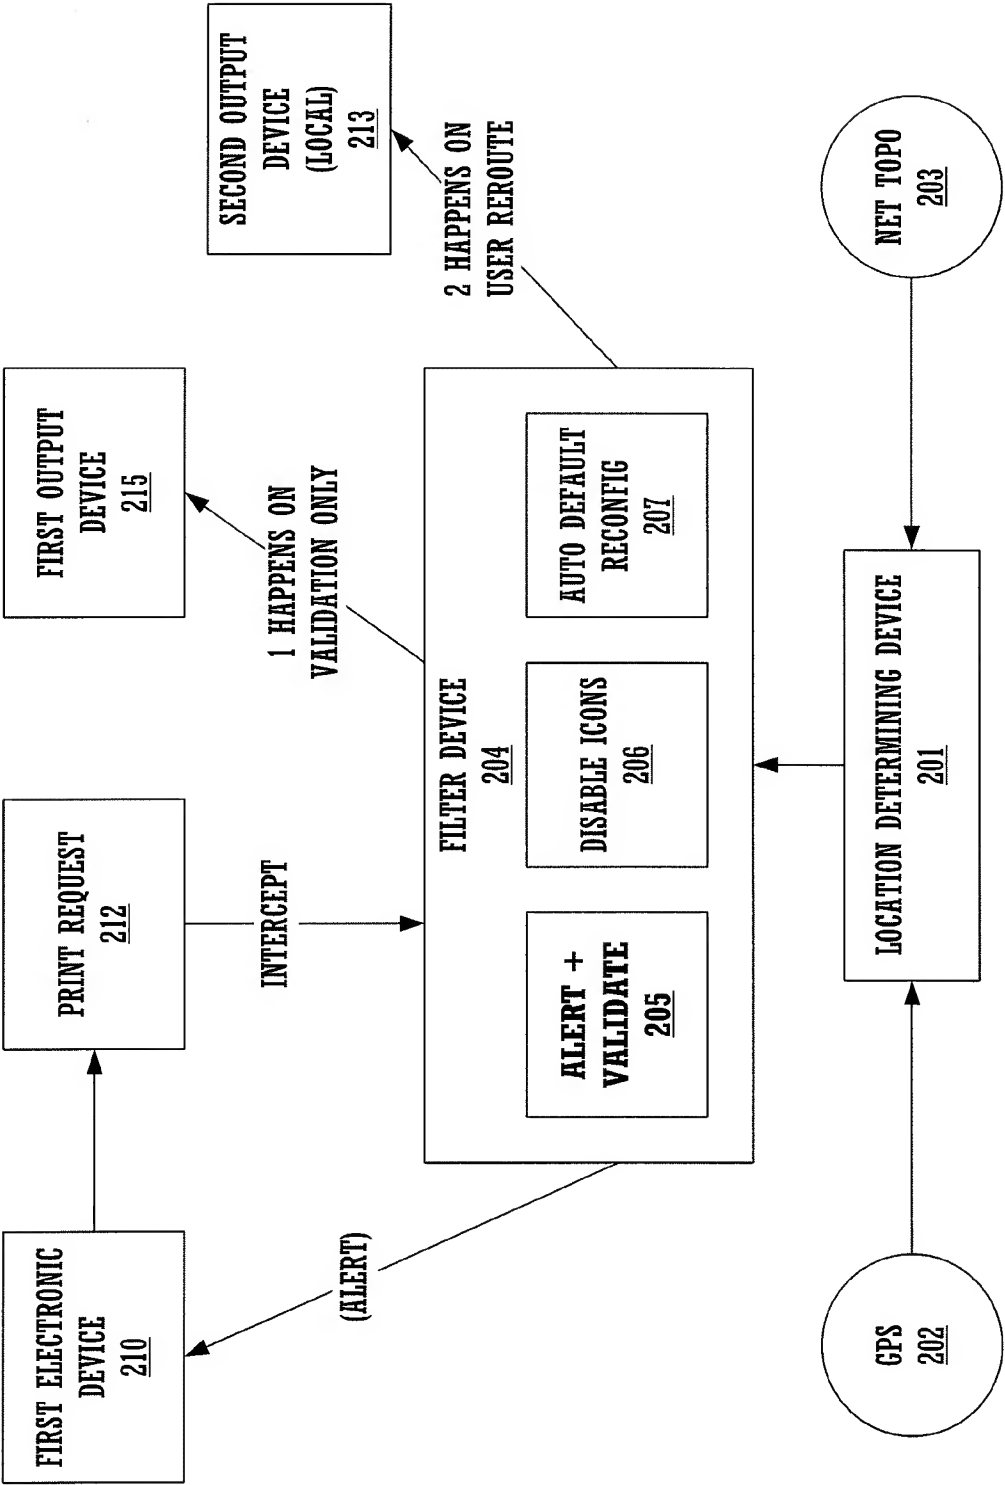 FIRST ELECTRONIC
DEVICE
210
PRINT REQUEST
212
FIRST OUTPUT
DEVICE
215
SECOND OUTPUT
DEVICE
(LOCAL)
213
(ALERT)
INTERCEPT
1 HAPPENS ON
VALIDATION ONLY
2 HAPPENS ON
USER REROUTE
FILTER DEVICE
204
ALERT +
VALIDATE
205
DISABLE ICONS
206
AUTO DEFAULT
RECONFIG
207
GPS
202
LOCATION DETERMINING DEVICE
201
NET TOPO
203